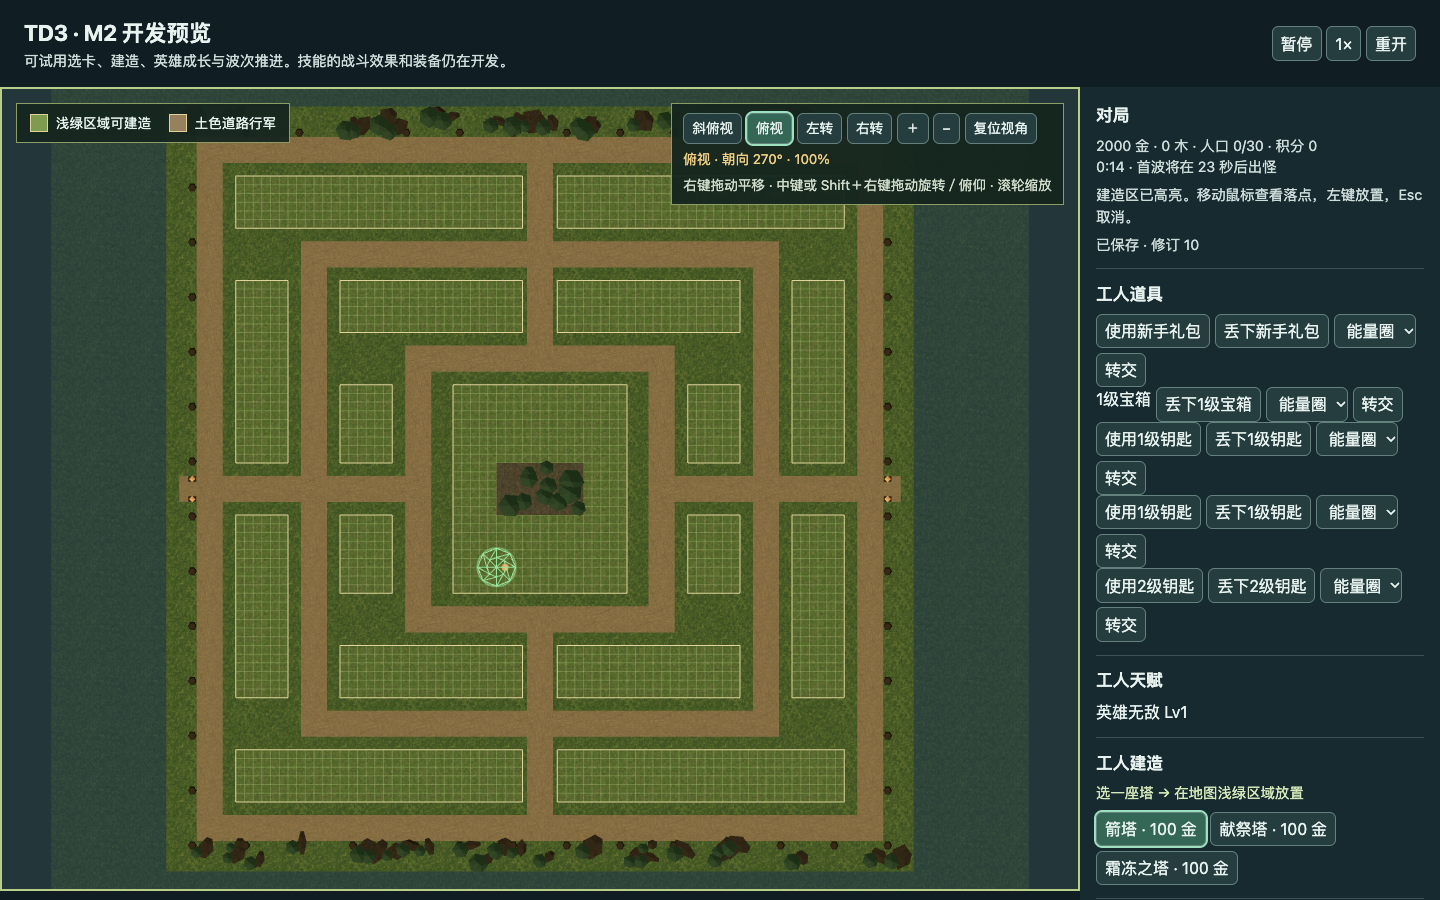 TD3 · M2 开发预览
可试用选卡、建造、英雄成长与波次推进。技能的战斗效果和装备仍在开发。
暂停 1× 重开
浅绿区域可建造 土色道路行军
斜俯视 俯视 左转 右转 + − 复位视角
俯视 · 朝向 270° · 100%
右键拖动平移 · 中键或 Shift＋右键拖动旋转 / 俯仰 · 滚轮缩放
对局
2000 金 · 0 木 · 人口 0/30 · 积分 0
0:14 · 首波将在 23 秒后出怪
建造区已高亮。移动鼠标查看落点，左键放置，Esc
取消。
已保存 · 修订 10
工人道具
使用新手礼包 丢下新手礼包 能量圈
转交
1级宝箱 丢下1级宝箱 能量圈 转交
使用1级钥匙 丢下1级钥匙 能量圈
转交
使用1级钥匙 丢下1级钥匙 能量圈
转交
使用2级钥匙 丢下2级钥匙 能量圈
转交
工人天赋
英雄无敌 Lv1
工人建造
选一座塔 → 在地图浅绿区域放置
箭塔 · 100 金 献祭塔 · 100 金
霜冻之塔 · 100 金